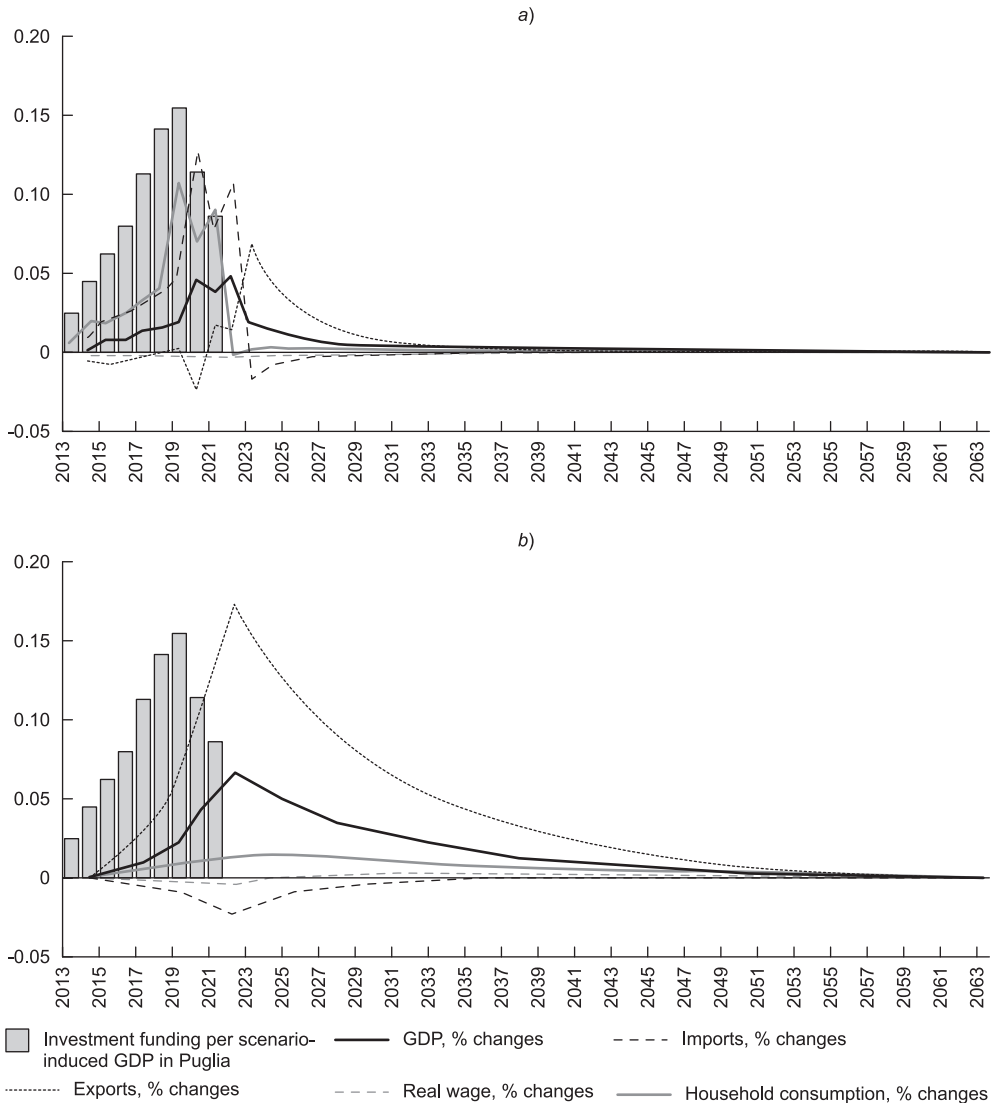 a)
0.20
0.15
0.10
0.05
0
-0.05
2013 2015 2017 2019 2021 2023 2025 2027 2029 2031 2033 2035 2037 2039 2041 2043 2045 2047 2049 2051 2053 2055 2057 2059 2061 2063
b)
0.20
0.15
0.10
0.05
0
-0.05
2013 2015 2017 2019 2021 2023 2025 2027 2029 2031 2033 2035 2037 2039 2041 2043 2045 2047 2049 2051 2053 2055 2057 2059 2061 2063
Investment funding per scenario-
induced GDP in Puglia
GDP, % changes
Imports, % changes
Exports, % changes
Real wage, % changes
Household consumption, % changes